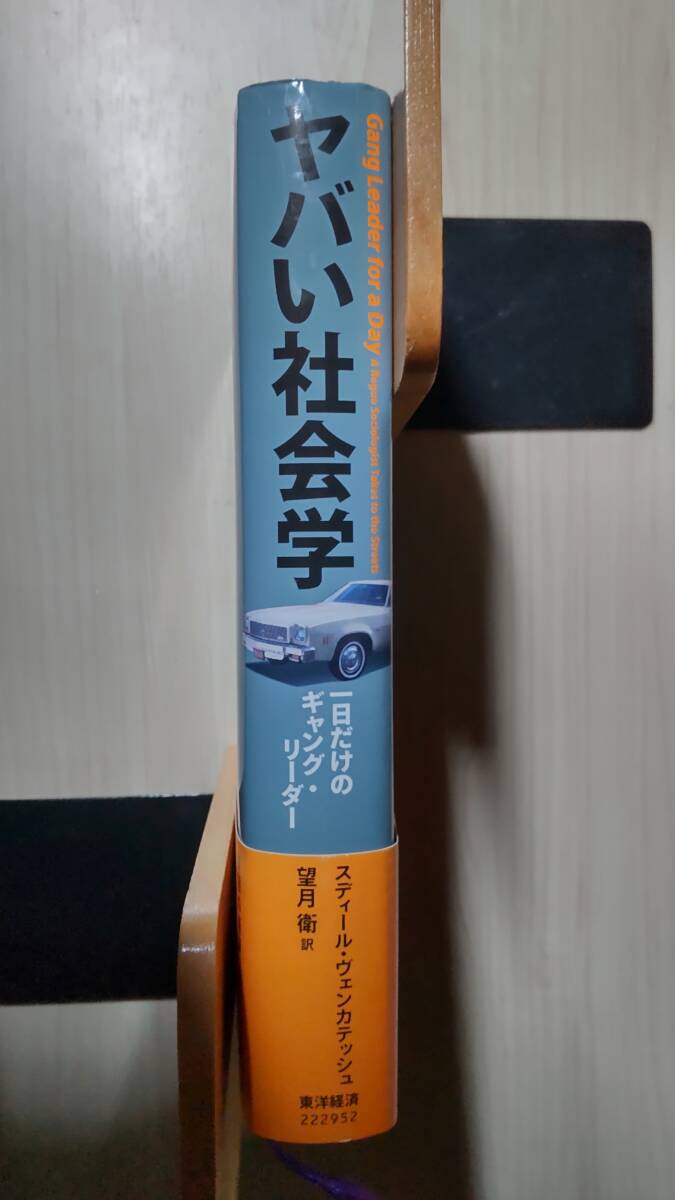 Gang Leader for a Day A Rogue Sociologist Takes to the Streets
ヤバい社会学
一日だけの
ギャング・
リーダー
スディール・ヴェンカテッシュ
望月 衛 訳
東洋経済
222952